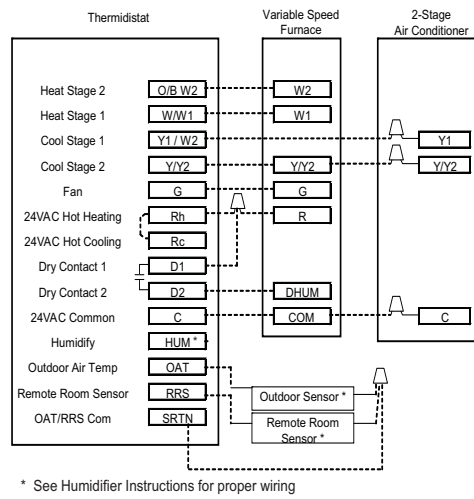 Thermidistat
Variable Speed
Furnace
2-Stage
Air Conditioner
Heat Stage 2 O/B W2 W2
Heat Stage 1 W/W1 W1
Cool Stage 1 Y1 / W2 Y1
Cool Stage 2 Y/Y2 Y/Y2 Y/Y2
Fan G G
24VAC Hot Heating Rh R
24VAC Hot Cooling Rc
Dry Contact 1 D1
Dry Contact 2 D2 DHUM
24VAC Common C COM C
Humidify HUM *
Outdoor Air Temp OAT
Outdoor Sensor *
Remote Room Sensor RRS
Remote Room
Sensor *
OAT/RRS Com SRTN
* See Humidifier Instructions for proper wiring